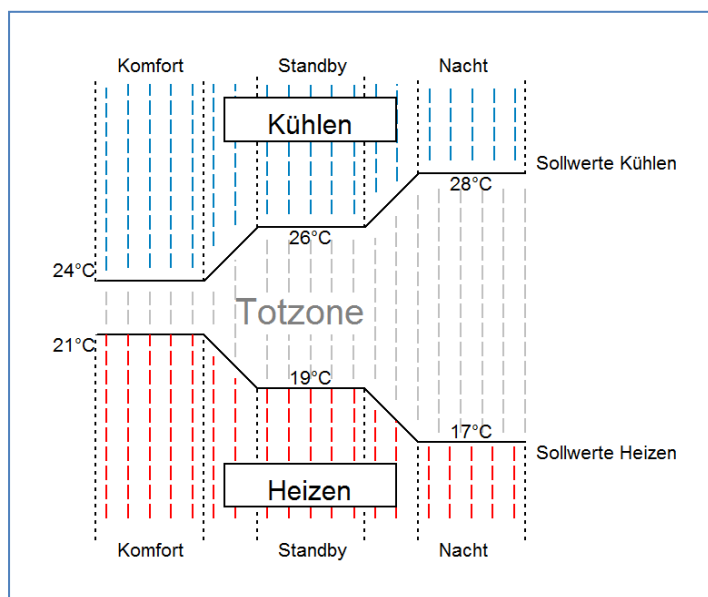 Komfort Standby Nacht
Kühlen
Sollwerte Kühlen
28°C
26°C
24°C
Totzone
21°C
19°C
17°C
Sollwerte Heizen
Heizen
Komfort Standby Nacht